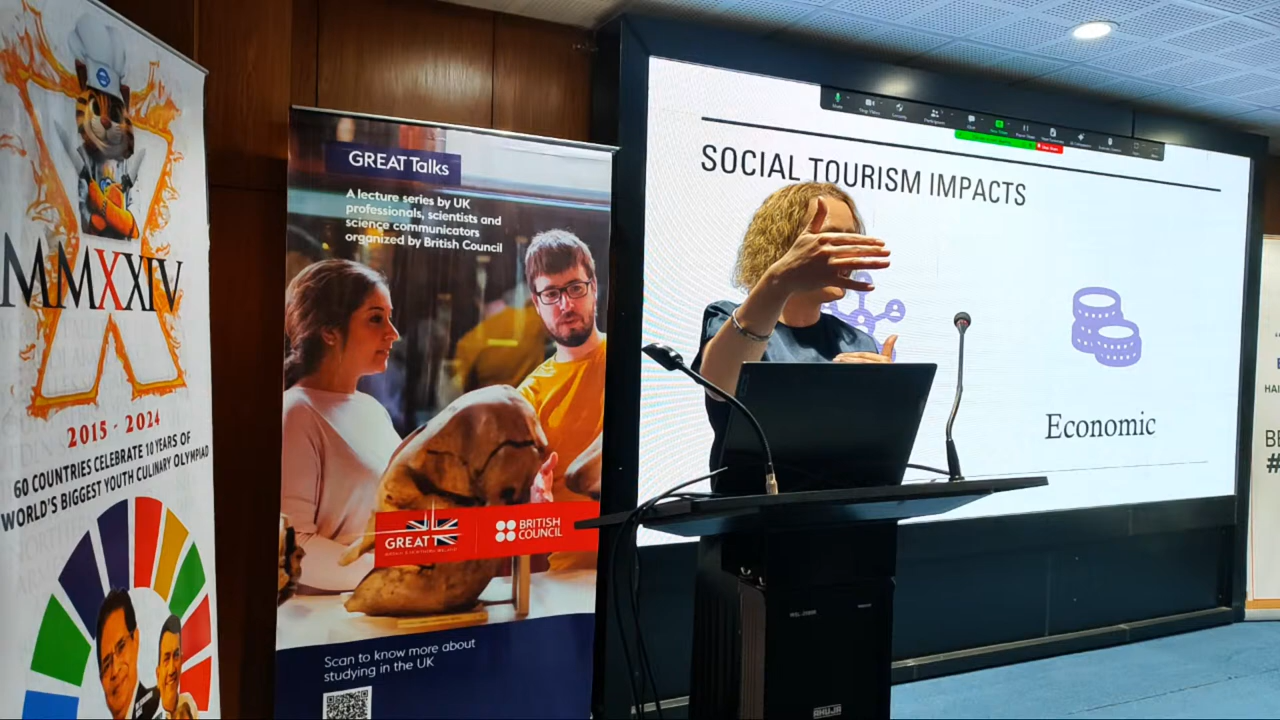 MMXXIV
2015 - 2024
60 COUNTRIES CELEBRATE 10 YEARS OF
WORLD'S BIGGEST YOUTH CULINARY OLYMPIAD
GREAT Talks
A lecture series by UK
professionals, scientists and
science communicators
organized by British Council
GREAT
BRITISH
COUNCIL
Scan to know more about
studying in the UK
SOCIAL TOURISM IMPACTS
Economic
AHUJA